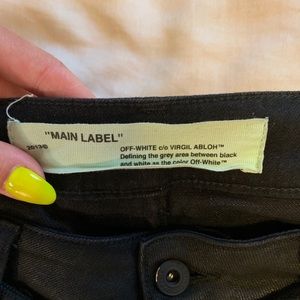 "MAIN LABEL"
2013©
OFF-WHITE c/o VIRGIL ABLOH™
Defining the grey area between black
and white as the color Off-White™